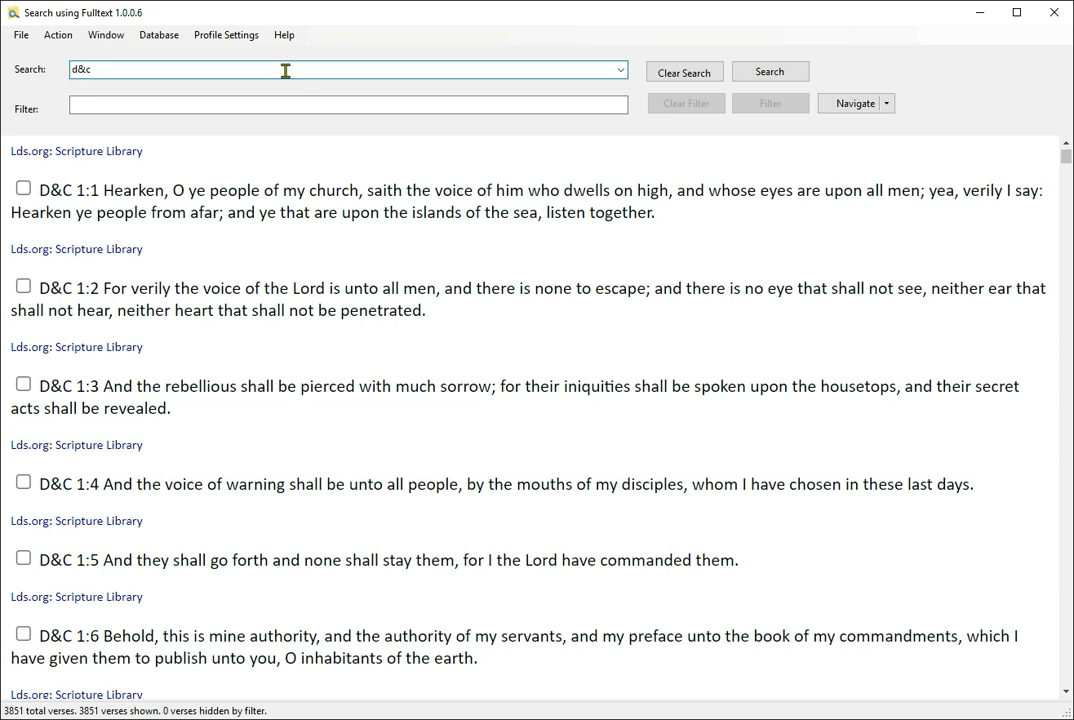 Search using Fulltext 1.0.0.6
File Action Window Database Profile Settings Help
Search: d&c Clear Search Search
Filter: Clear Filter Filter Navigate
Lds.org: Scripture Library
D&C 1:1 Hearken, O ye people of my church, saith the voice of him who dwells on high, and whose eyes are upon all men; yea, verily I say:
Hearken ye people from afar; and ye that are upon the islands of the sea, listen together.
Lds.org: Scripture Library
D&C 1:2 For verily the voice of the Lord is unto all men, and there is none to escape; and there is no eye that shall not see, neither ear that
shall not hear, neither heart that shall not be penetrated.
Lds.org: Scripture Library
D&C 1:3 And the rebellious shall be pierced with much sorrow; for their iniquities shall be spoken upon the housetops, and their secret
acts shall be revealed.
Lds.org: Scripture Library
D&C 1:4 And the voice of warning shall be unto all people, by the mouths of my disciples, whom I have chosen in these last days.
Lds.org: Scripture Library
D&C 1:5 And they shall go forth and none shall stay them, for I the Lord have commanded them.
Lds.org: Scripture Library
D&C 1:6 Behold, this is mine authority, and the authority of my servants, and my preface unto the book of my commandments, which I
have given them to publish unto you, O inhabitants of the earth.
Lds.org: Scripture Library
3851 total verses. 3851 verses shown. 0 verses hidden by filter.